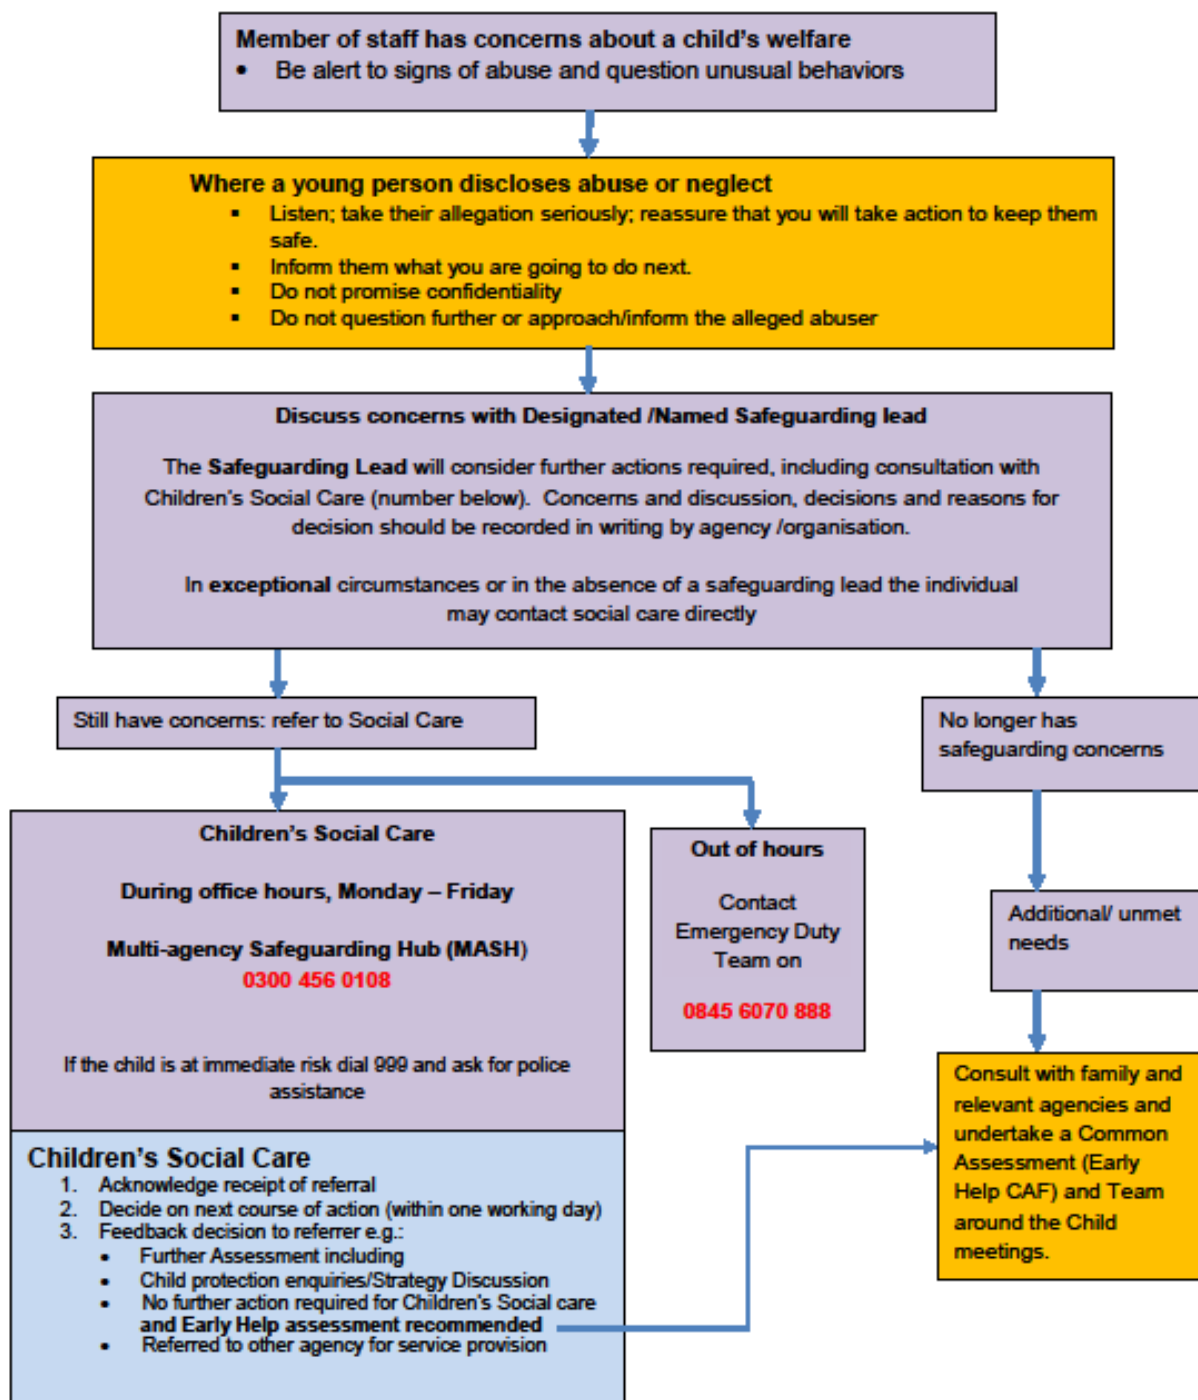 Member of staff has concerns about a child's welfare
• Be alert to signs of abuse and question unusual behaviors
Where a young person discloses abuse or neglect
▪ Listen; take their allegation seriously; reassure that you will take action to keep them
safe.
▪ Inform them what you are going to do next.
▪ Do not promise confidentiality
▪ Do not question further or approach/inform the alleged abuser
Discuss concerns with Designated /Named Safeguarding lead
The Safeguarding Lead will consider further actions required, including consultation with
Children's Social Care (number below). Concerns and discussion, decisions and reasons for
decision should be recorded in writing by agency /organisation.
In exceptional circumstances or in the absence of a safeguarding lead the individual
may contact social care directly
Still have concerns: refer to Social Care
No longer has
safeguarding concerns
Children's Social Care
During office hours, Monday – Friday
Multi-agency Safeguarding Hub (MASH)
0300 456 0108
If the child is at immediate risk dial 999 and ask for police
assistance
Out of hours
Contact
Emergency Duty
Team on
0845 6070 888
Additional/ unmet
needs
Consult with family and
relevant agencies and
undertake a Common
Assessment (Early
Help CAF) and Team
around the Child
meetings.
Children's Social Care
1. Acknowledge receipt of referral
2. Decide on next course of action (within one working day)
3. Feedback decision to referrer e.g.:
• Further Assessment including
• Child protection enquiries/Strategy Discussion
• No further action required for Children's Social care
and Early Help assessment recommended
• Referred to other agency for service provision